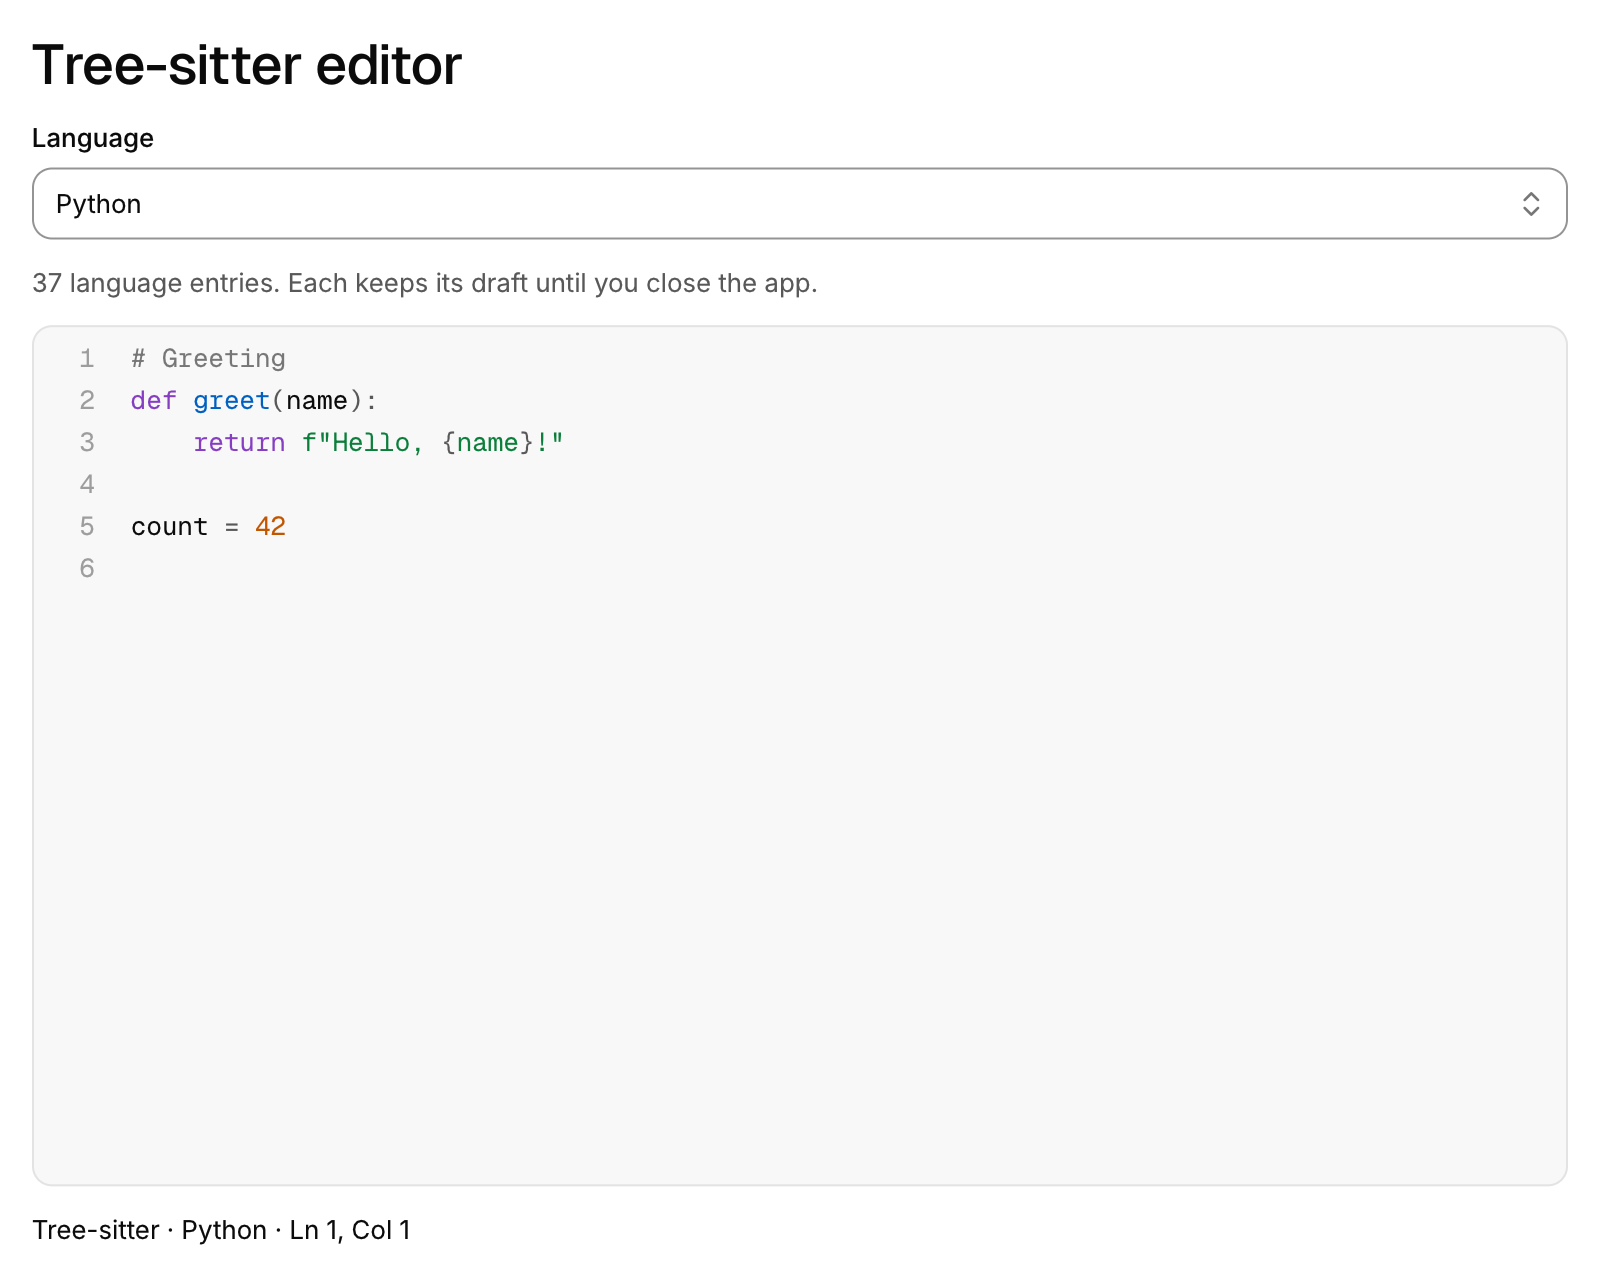 Tree-sitter editor
Language
Python
37 language entries. Each keeps its draft until you close the app.
1 # Greeting
2 def greet(name):
3     return f"Hello, {name}!"
4
5 count = 42
6
Tree-sitter · Python · Ln 1, Col 1